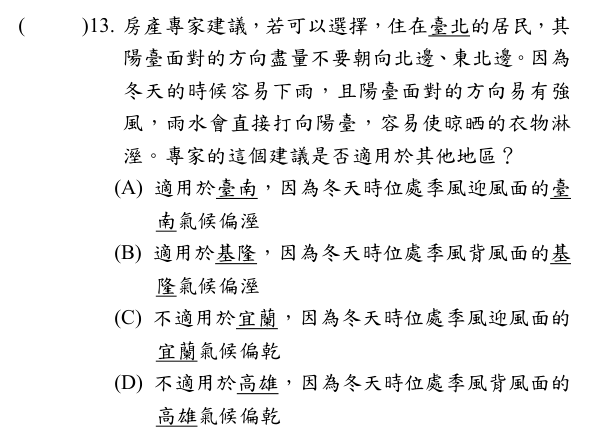 (    )13. 房產專家建議，若可以選擇，住在臺北的居民，其
陽臺面對的方向盡量不要朝向北邊、東北邊。因為
冬天的時候容易下雨，且陽臺面對的方向易有強
風，雨水會直接打向陽臺，容易使晾晒的衣物淋
溼。專家的這個建議是否適用於其他地區？
(A) 適用於臺南，因為冬天時位處季風迎風面的臺
南氣候偏溼
(B) 適用於基隆，因為冬天時位處季風背風面的基
隆氣候偏溼
(C) 不適用於宜蘭，因為冬天時位處季風迎風面的
宜蘭氣候偏乾
(D) 不適用於高雄，因為冬天時位處季風背風面的
高雄氣候偏乾